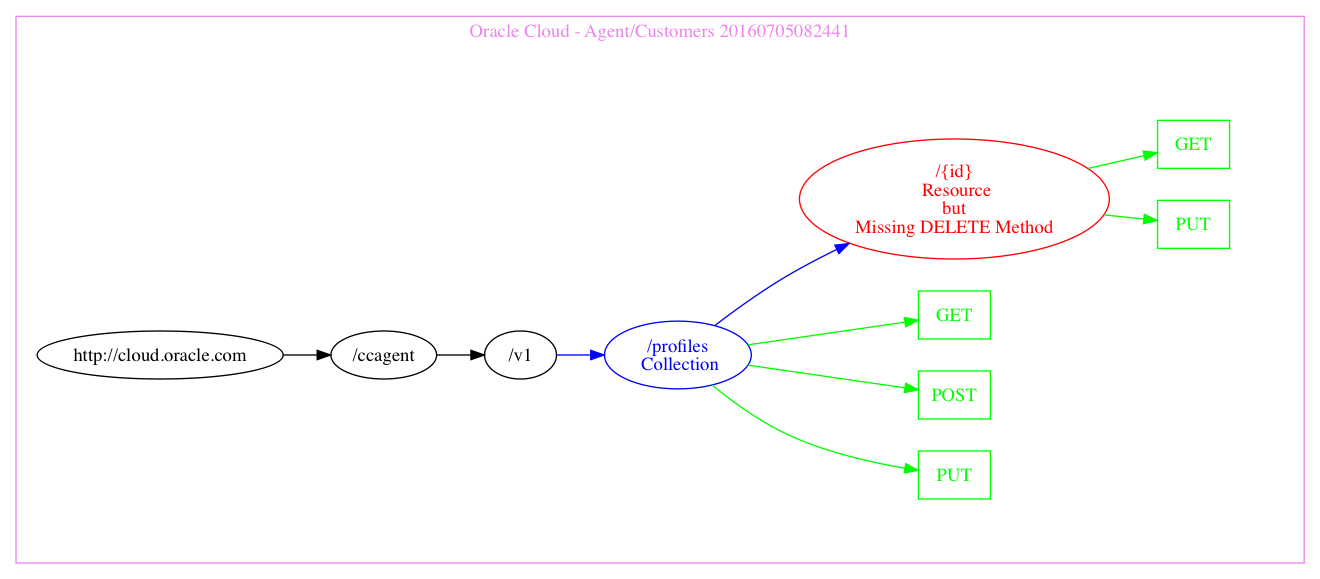 Oracle Cloud - Agent/Customers 20160705082441
http://cloud.oracle.com
/ccagent
/v1
/profiles
Collection
/{id}
Resource
but
Missing DELETE Method
GET
PUT
GET
POST
PUT